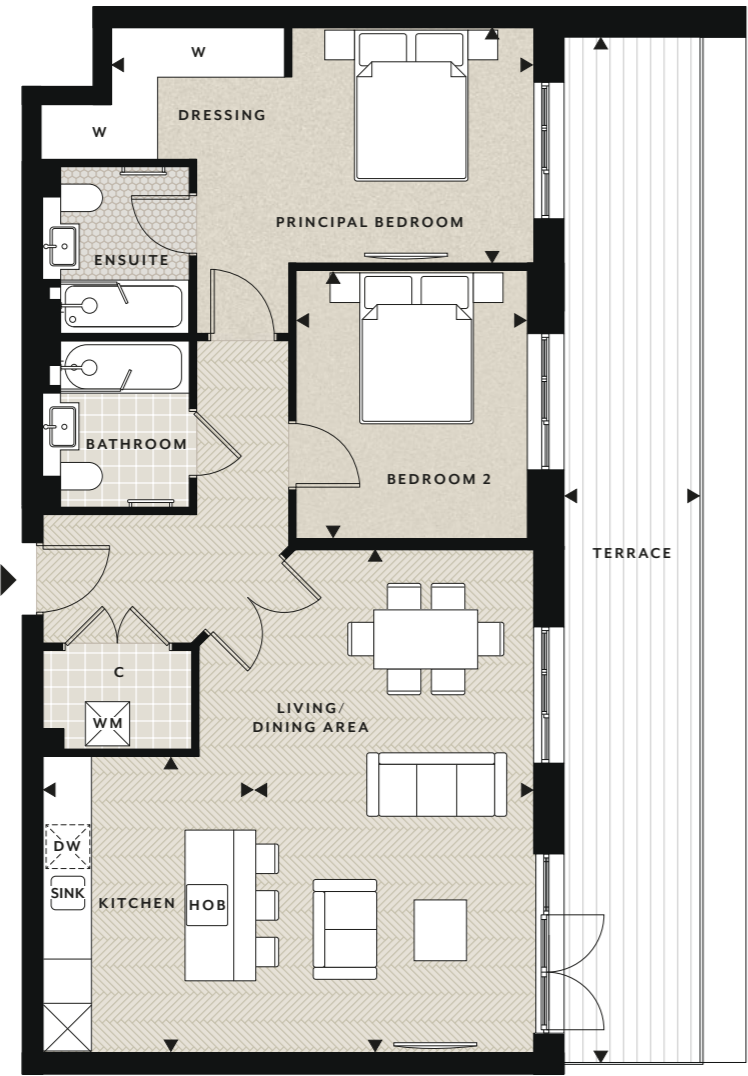 W
DRESSING
W
PRINCIPAL BEDROOM
ENSUITE
BATHROOM
BEDROOM 2
TERRACE
C
WM
LIVING/
DINING AREA
DW
SINK
KITCHEN
HOB